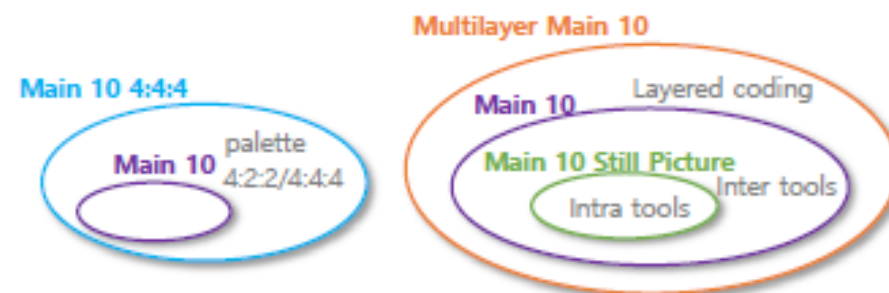 Main 10 4:4:4
Main 10
palette
4:2:2/4:4:4
Multilayer Main 10
Layered coding
Main 10
Main 10 Still Picture
Inter tools
Intra tools